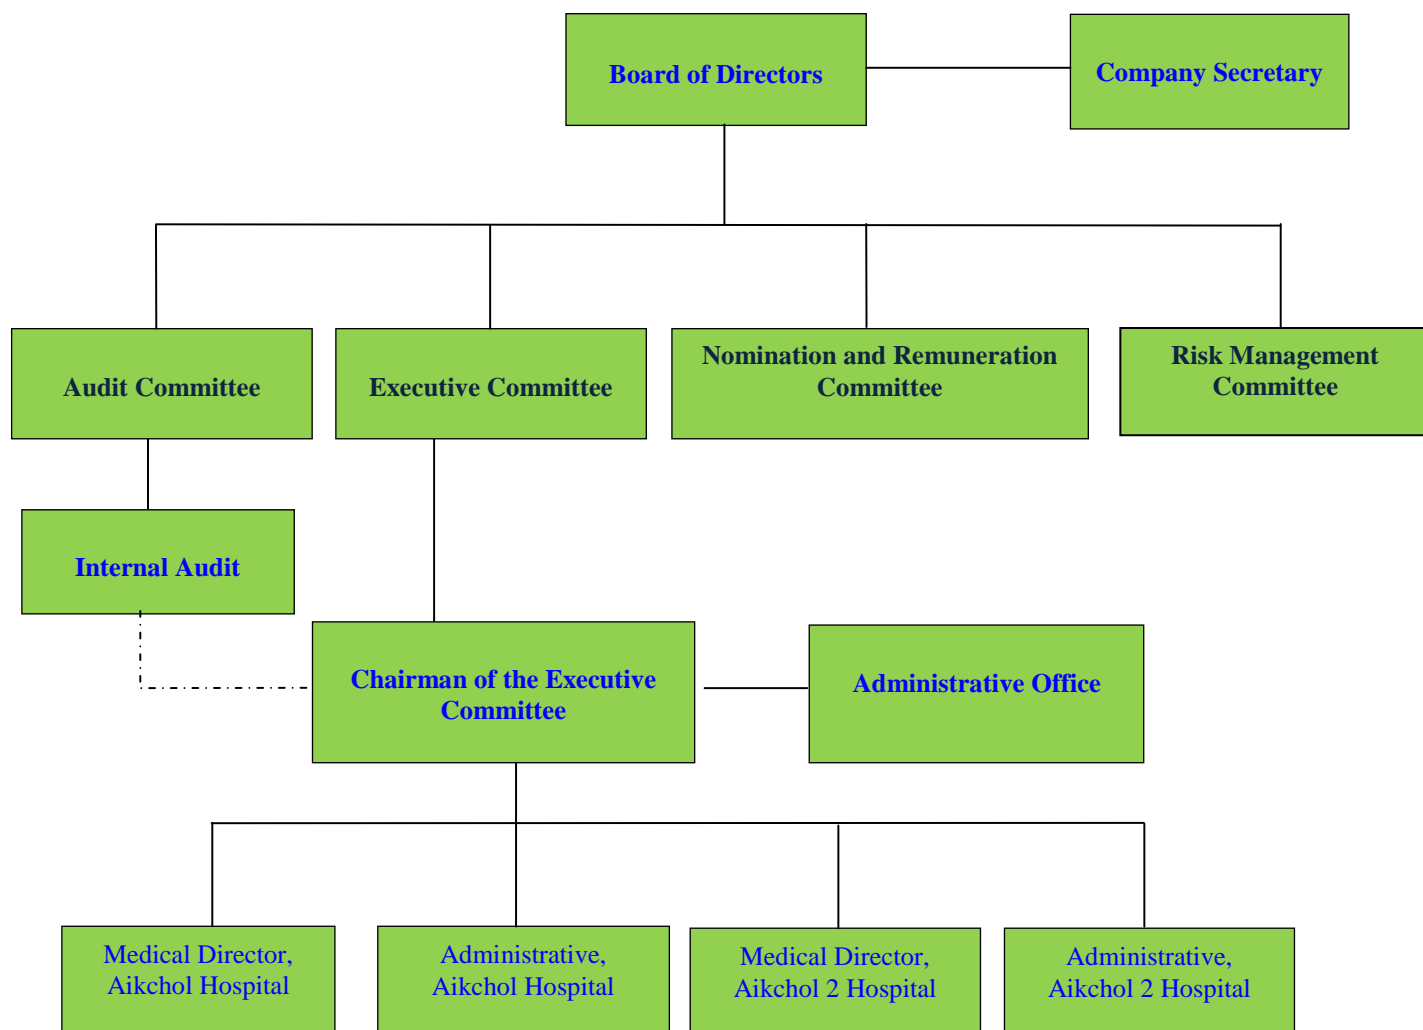 Board of Directors
Company Secretary
Audit Committee
Executive Committee
Nomination and Remuneration
Committee
Risk Management
Committee
Internal Audit
Chairman of the Executive
Committee
Administrative Office
Medical Director,
Aikchol Hospital
Administrative,
Aikchol Hospital
Medical Director,
Aikchol 2 Hospital
Administrative,
Aikchol 2 Hospital